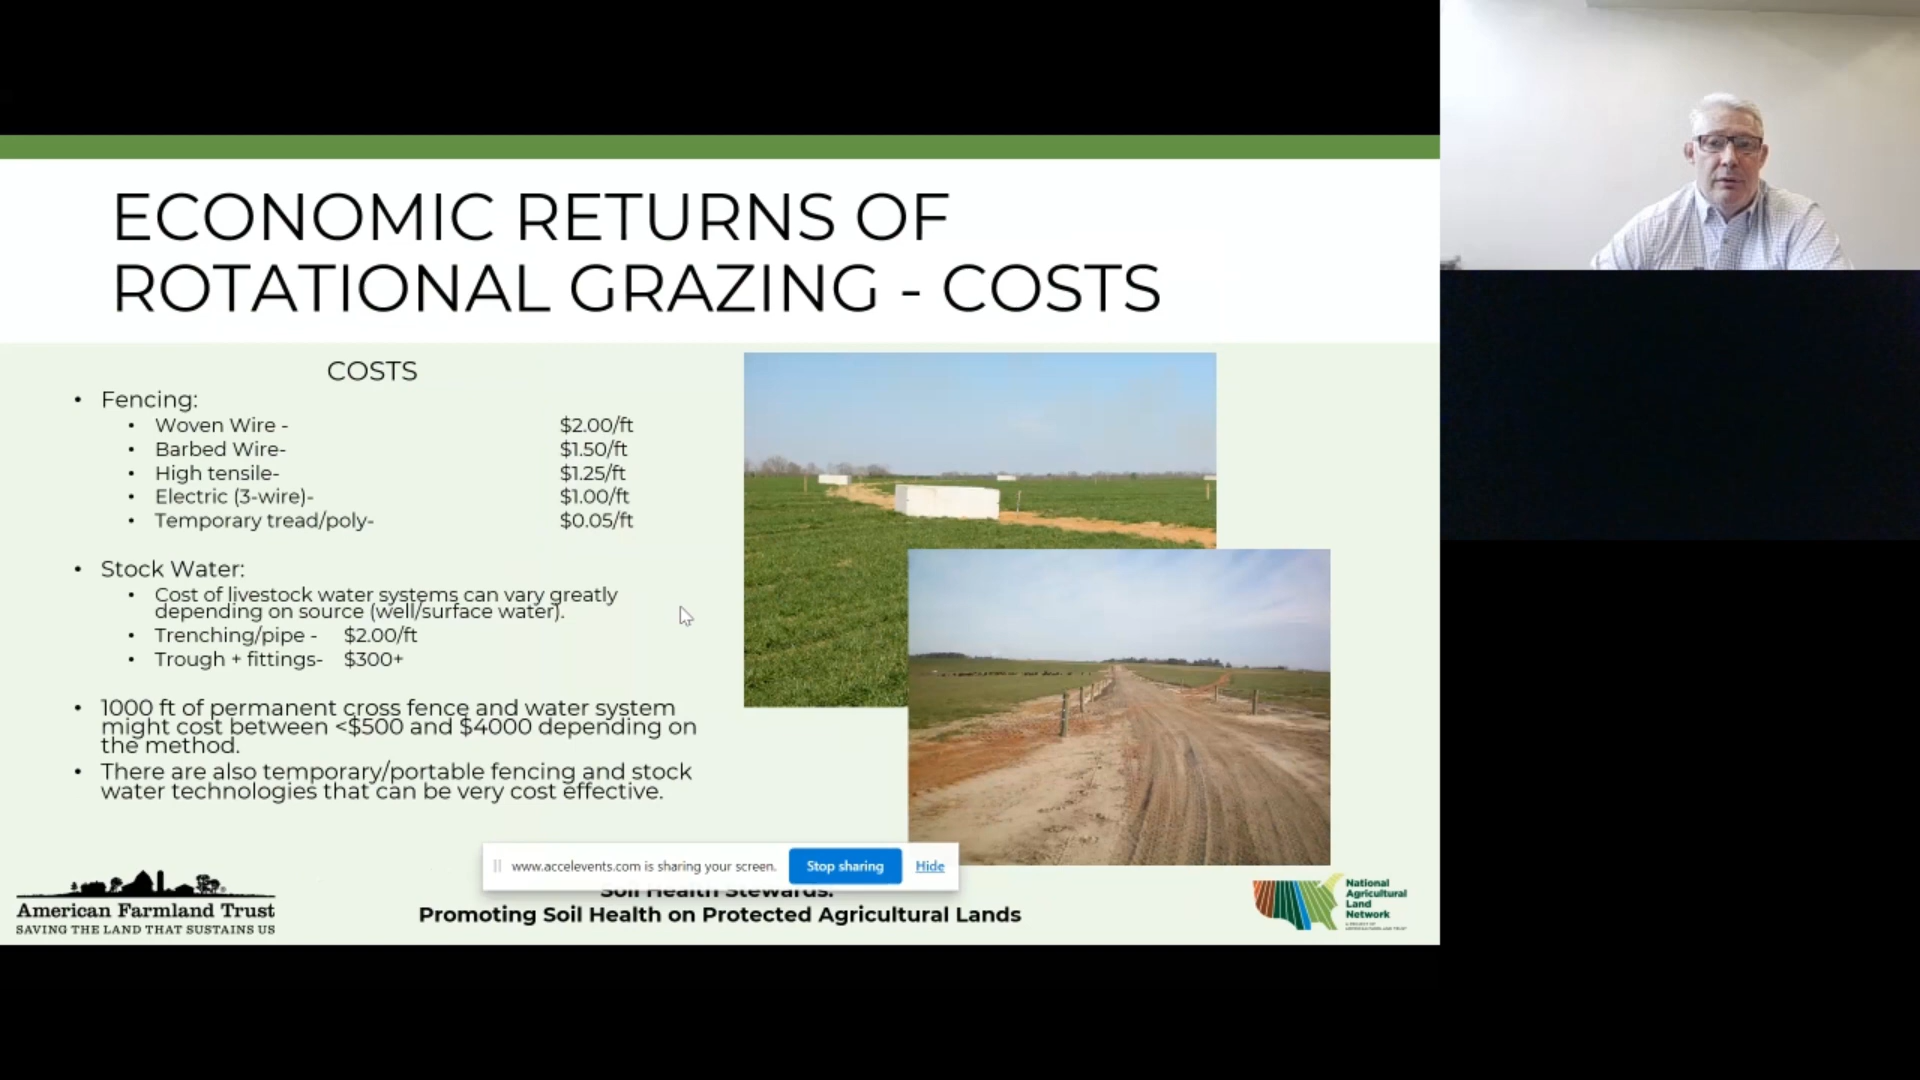 ECONOMIC RETURNS OF
ROTATIONAL GRAZING - COSTS
COSTS
• Fencing:
• Woven Wire - $2.00/ft
• Barbed Wire- $1.50/ft
• High tensile- $1.25/ft
• Electric (3-wire)- $1.00/ft
• Temporary tread/poly- $0.05/ft
• Stock Water:
• Cost of livestock water systems can vary greatly
depending on source (well/surface water).
• Trenching/pipe - $2.00/ft
• Trough + fittings- $300+
• 1000 ft of permanent cross fence and water system
might cost between <$500 and $4000 depending on
the method.
• There are also temporary/portable fencing and stock
water technologies that can be very cost effective.
www.accelevents.com is sharing your screen. Stop sharing Hide
Soil Health Stewards:
Promoting Soil Health on Protected Agricultural Lands
American Farmland Trust
SAVING THE LAND THAT SUSTAINS US
National
Agricultural
Land
Network